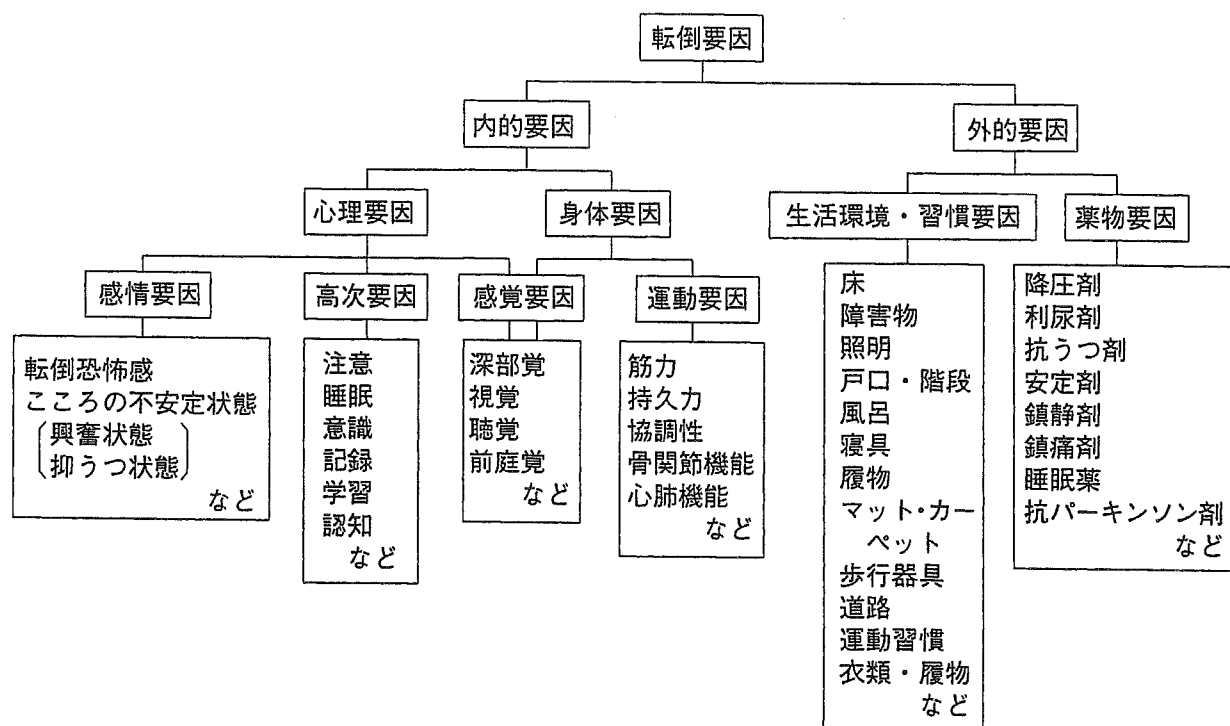 転倒要因
内的要因
外的要因
心理要因
身体要因
生活環境・習慣要因
薬物要因
感情要因
高次要因
感覚要因
運動要因
転倒恐怖感
こころの不安定状態
興奮状態
抑うつ状態
など
注意
睡眠
意識
記録
学習
認知
など
深部覚
視覚
聴覚
前庭覚
など
筋力
持久力
協調性
骨関節機能
心肺機能
など
床
障害物
照明
戸口・階段
風呂
寝具
履物
マット・カー
ペット
歩行器具
道路
運動習慣
衣類・履物
など
降圧剤
利尿剤
抗うつ剤
安定剤
鎮静剤
鎮痛剤
睡眠薬
抗パーキンソン剤
など